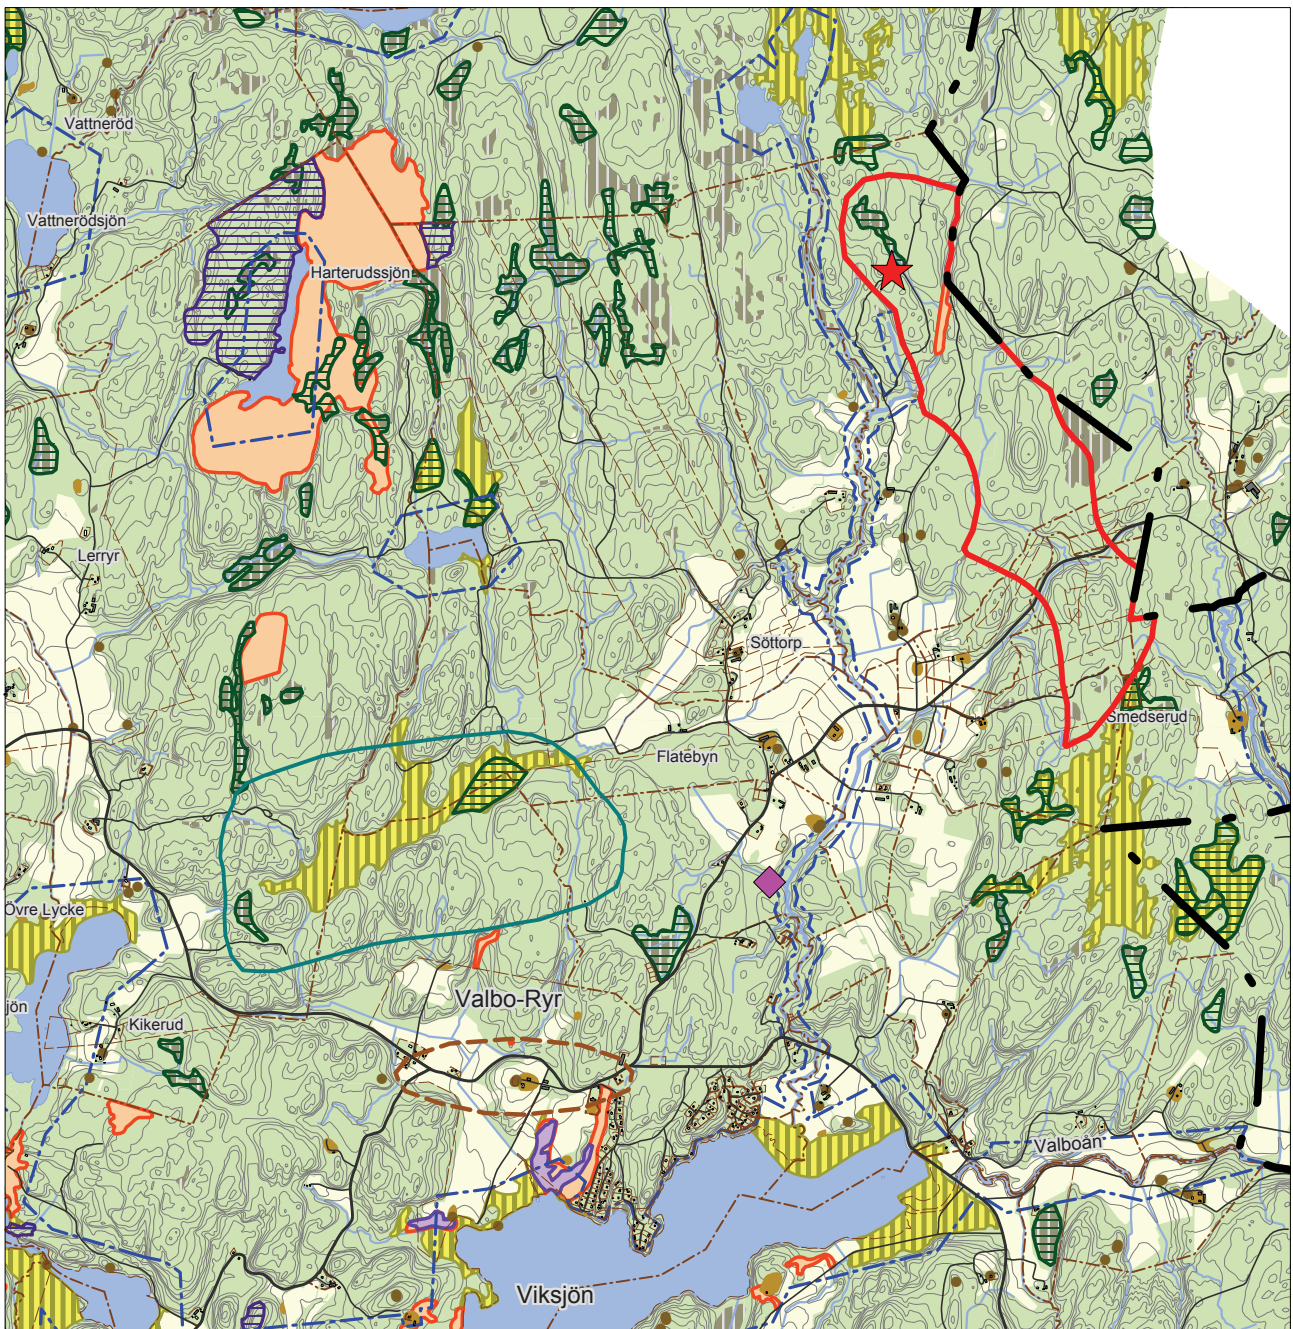 Vattneröd
Vattnerödsjön
Harterudssjön
Lerryr
Söttorp
Smedserud
Flatebyn
Övre Lycke
jön
Valbo-Ryr
Kikerud
Valboån
Viksjön